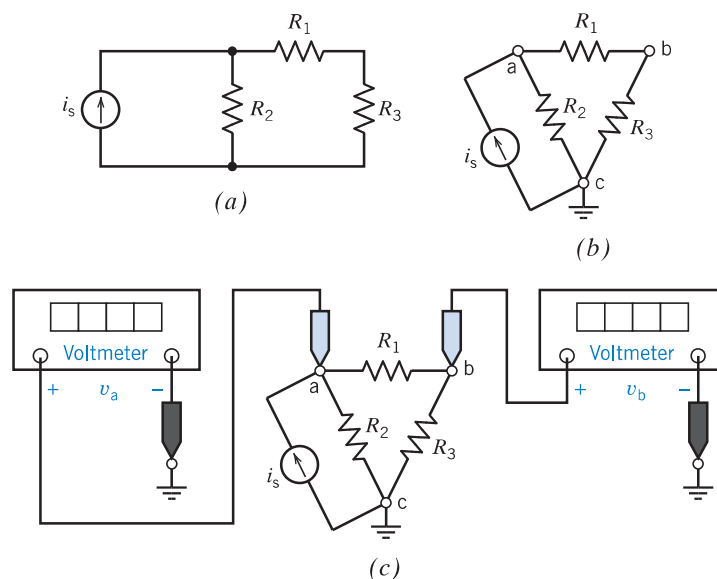 R1
is
R2
R3
(a)
a
R1
b
R2
R3
is
c
(b)
Voltmeter
+ va −
a
R1
b
R2
R3
is
c
Voltmeter
+ vb −
(c)